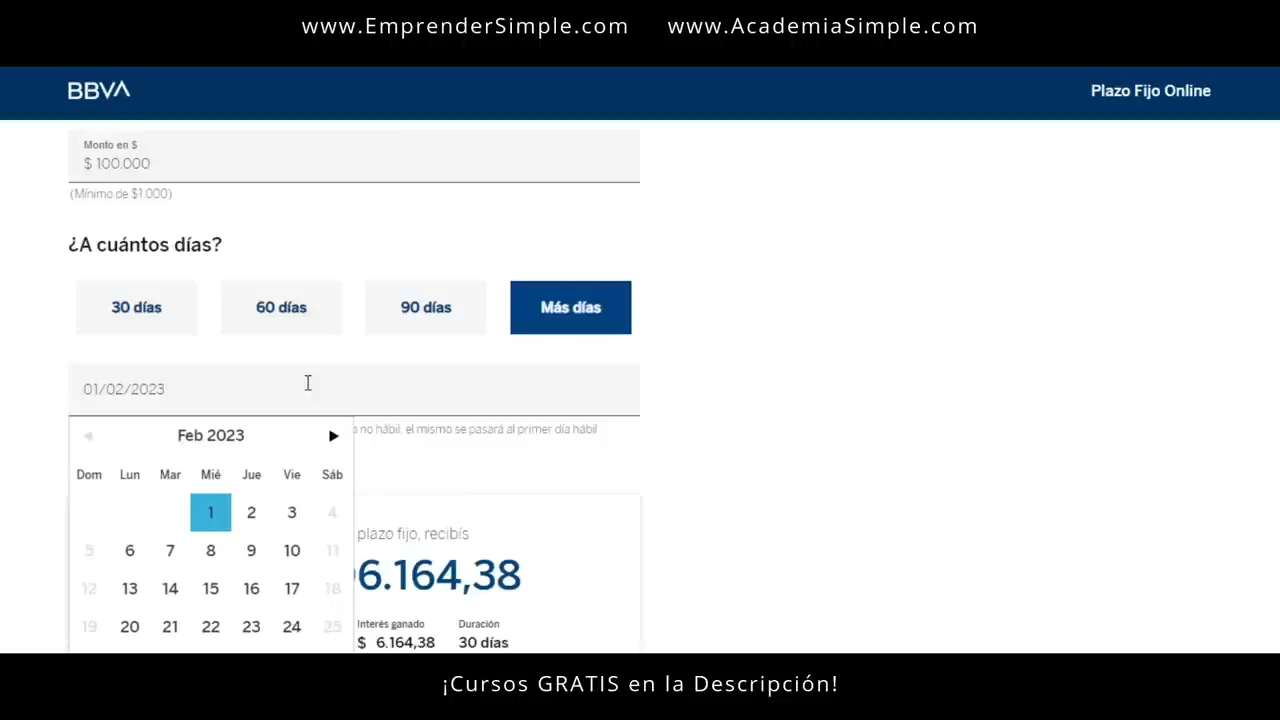 www.EmprenderSimple.com www.AcademiaSimple.com
BBVA Plazo Fijo Online
Monto en $
$ 100.000
(Mínimo de $1.000)
¿A cuántos días?
30 días 60 días 90 días Más días
01/02/2023
no hábil, el mismo se pasará al primer día hábil
Feb 2023
Dom Lun Mar Mié Jue Vie Sáb
1 2 3 4
5 6 7 8 9 10 11
12 13 14 15 16 17 18
19 20 21 22 23 24 25
plazo fijo, recibís
6.164,38
Interés ganado Duración
$ 6.164,38 30 días
¡Cursos GRATIS en la Descripción!